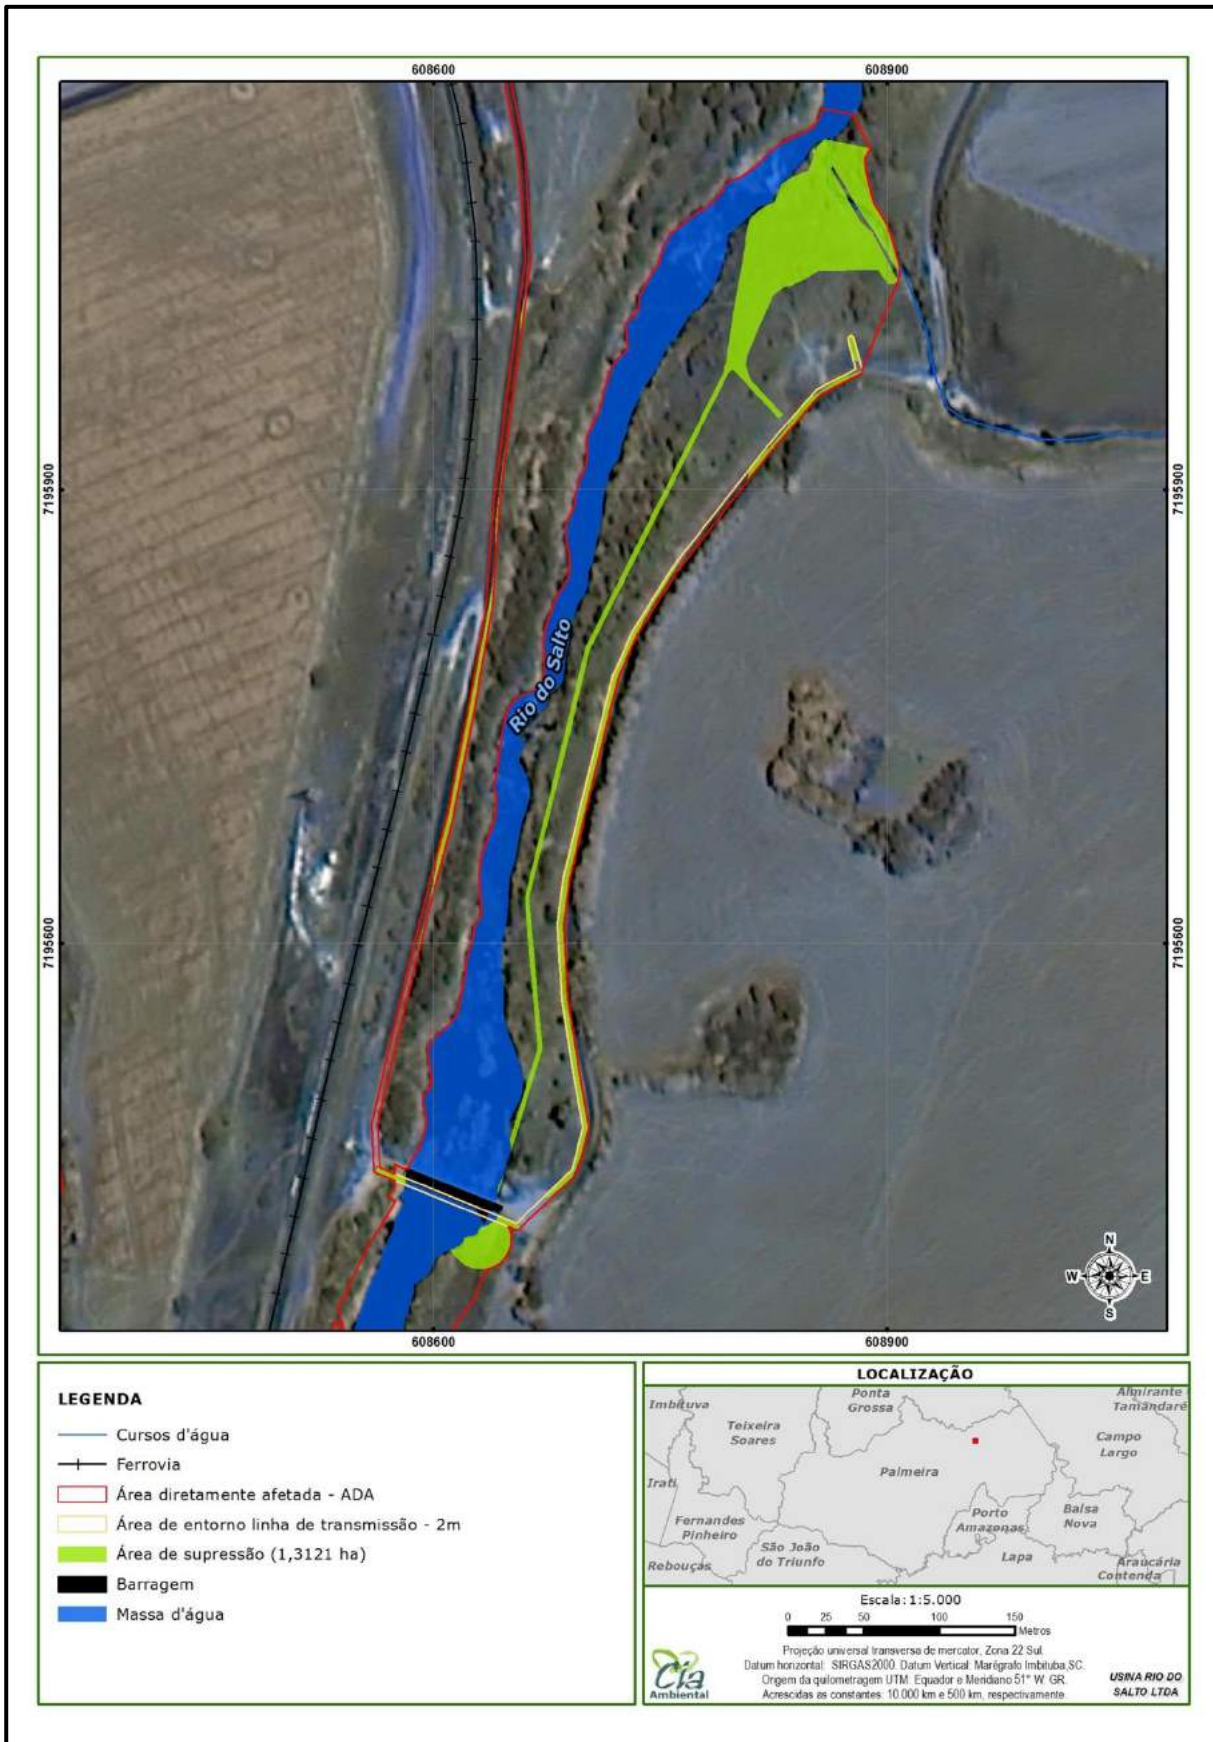 608600
608900
7195900
7195900
Rio do Salto
7195600
7195600
N
W
E
S
608600
608900
LEGENDA
Cursos d'água
Ferrovia
Área diretamente afetada - ADA
Área de entorno linha de transmissão - 2m
Área de supressão (1,3121 ha)
Barragem
Massa d'água
LOCALIZAÇÃO
Imbituva
Ponta
Grossa
Almirante
Tamandaré
Teixeira
Soares
Campo
Largo
Palmeira
Irati
Fernandes
Pinheiro
Porto
Amazonas
Balsa
Nova
São João
do Triunfo
Lapa
Rebouças
Araucária
Contenda
Escala: 1:5.000
0 25 50 100 150
Metros
Projeção universal transversa de mercator, Zona 22 Sul.
Datum horizontal: SIRGAS2000. Datum Vertical: Marégrafo Imbituba,SC.
Origem da quilometragem UTM: Equador e Meridiano 51° W. GR.
Acrescidas as constantes: 10.000 km e 500 km, respectivamente.
Cia
Ambiental
USINA RIO DO
SALTO LTDA